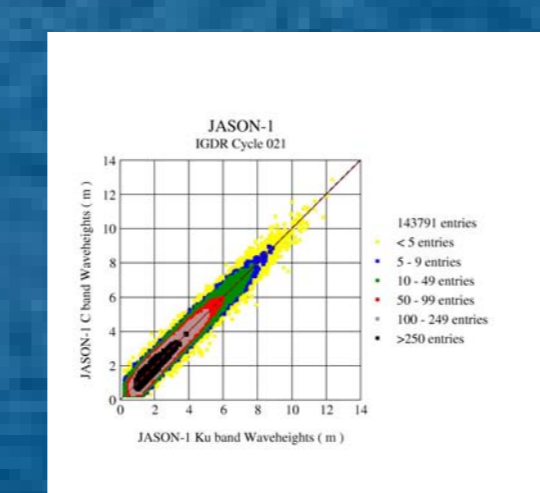 JASON-1
IGDR Cycle 021
14
12
10
8
6
4
2
0
JASON-1 C band Waveheights ( m )
0 2 4 6 8 10 12 14
JASON-1 Ku band Waveheights ( m )
143791 entries
< 5 entries
5 - 9 entries
10 - 49 entries
50 - 99 entries
100 - 249 entries
>250 entries